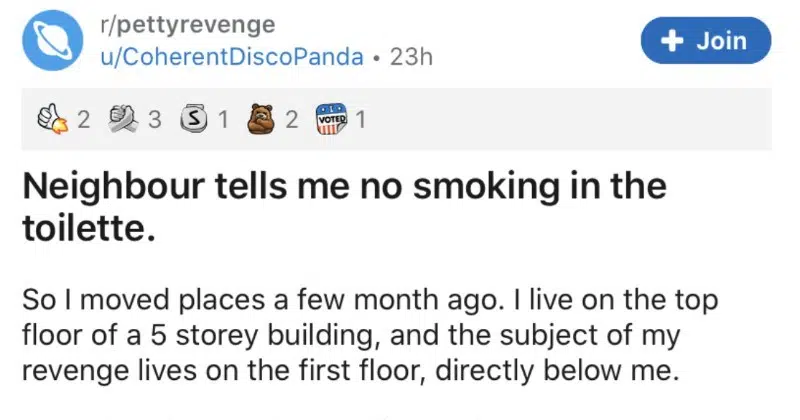 r/pettyrevenge
u/CoherentDiscoPanda • 23h
+ Join
2 3 S 1 2 VOTED 1
Neighbour tells me no smoking in the
toilette.
So I moved places a few month ago. I live on the top
floor of a 5 storey building, and the subject of my
revenge lives on the first floor, directly below me.